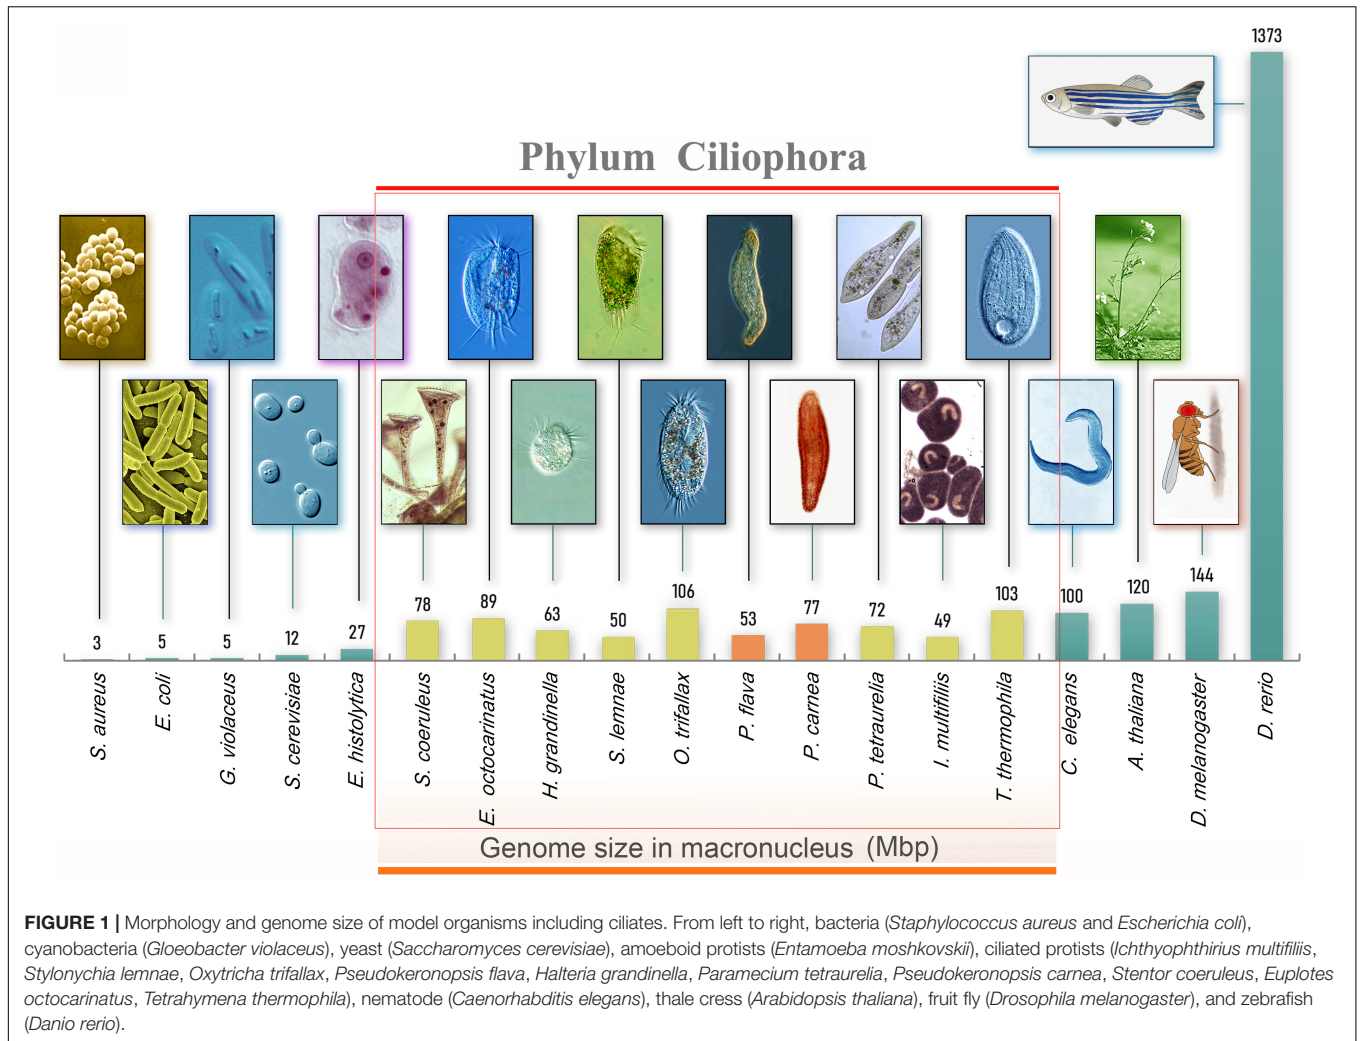 1373
Phylum Ciliophora
3
5
5
12
27
78
89
63
50
106
53
77
72
49
103
100
120
144
S. aureus
E. coli
G. violaceus
S. cerevisiae
E. histolytica
S. coeruleus
E. octocarinatus
H. grandinella
S. lemnae
O. trifallax
P. flava
P. carnea
P. tetraurelia
I. multifiliis
T. thermophila
C. elegans
A. thaliana
D. melanogaster
D. rerio
Genome size in macronucleus (Mbp)
FIGURE 1 | Morphology and genome size of model organisms including ciliates. From left to right, bacteria (Staphylococcus aureus and Escherichia coli),
cyanobacteria (Gloeobacter violaceus), yeast (Saccharomyces cerevisiae), amoeboid protists (Entamoeba moshkovskii), ciliated protists (Ichthyophthirius multifiliis,
Stylonychia lemnae, Oxytricha trifallax, Pseudokeronopsis flava, Halteria grandinella, Paramecium tetraurelia, Pseudokeronopsis carnea, Stentor coeruleus, Euplotes
octocarinatus, Tetrahymena thermophila), nematode (Caenorhabditis elegans), thale cress (Arabidopsis thaliana), fruit fly (Drosophila melanogaster), and zebrafish
(Danio rerio).